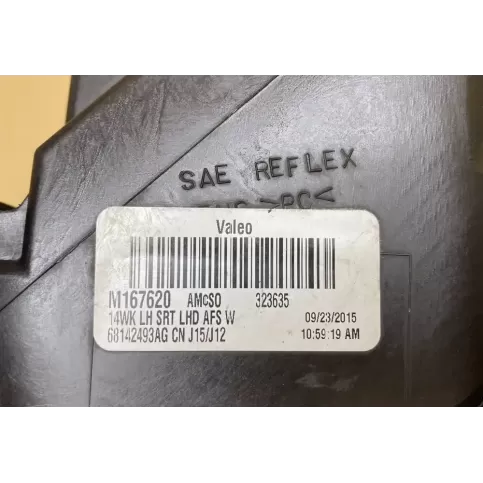 SAE REFLEX
>PC<
Valeo
M167620 AMcSO 323635
14WK LH SRT LHD AFS W 09/23/2015
68142493AG CN J15/J12 10:59:19 AM